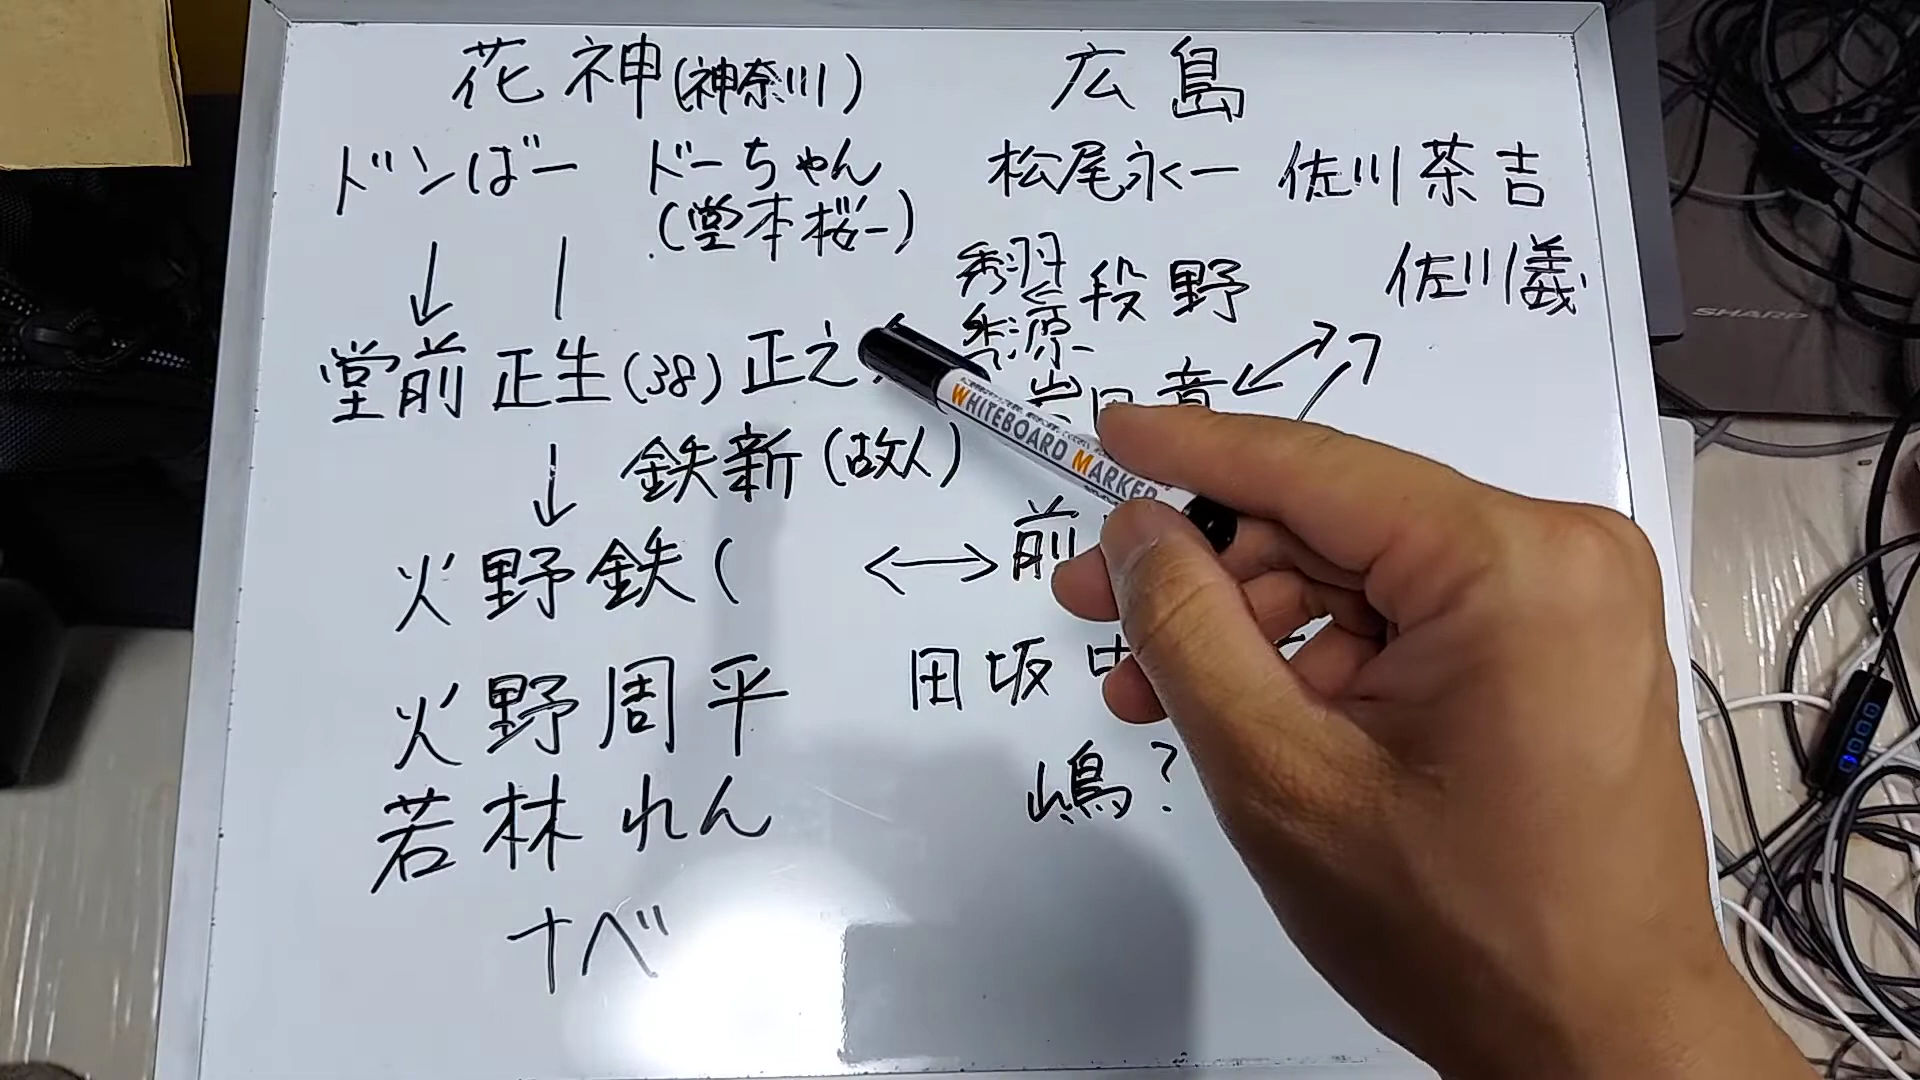 花神(神奈川)
広島
ドンばー ドーちゃん
(堂本桜一)
松尾永一 佐川茶吉
秀羽
段野
佐川義
秀源
堂前 正生(38) 正之
鉄新(故人)
火野鉄(
前
火野周平
田坂
若林れん
嶋?
ナベ
WHITEBOARD MARKER
SHARP